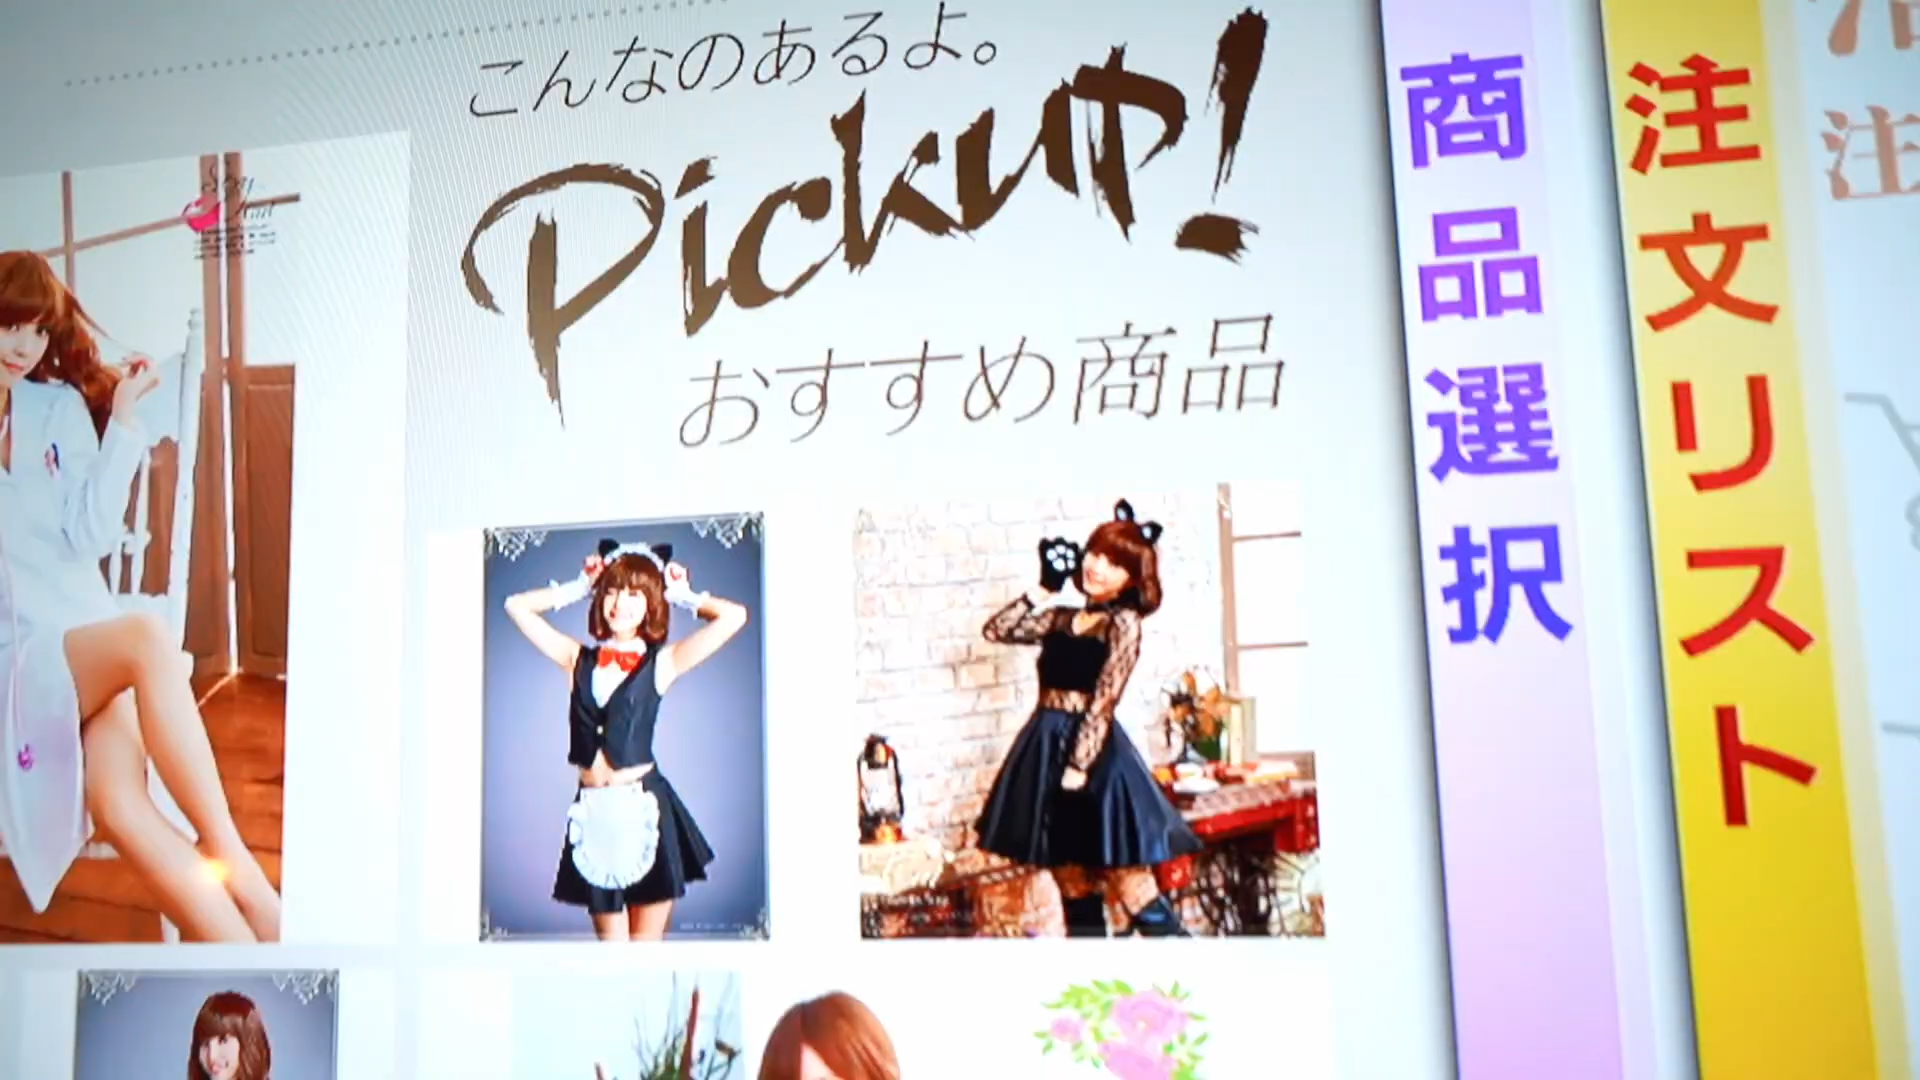 こんなのあるよ。
Pickup!
おすすめ商品
商品選択
注文リスト
注